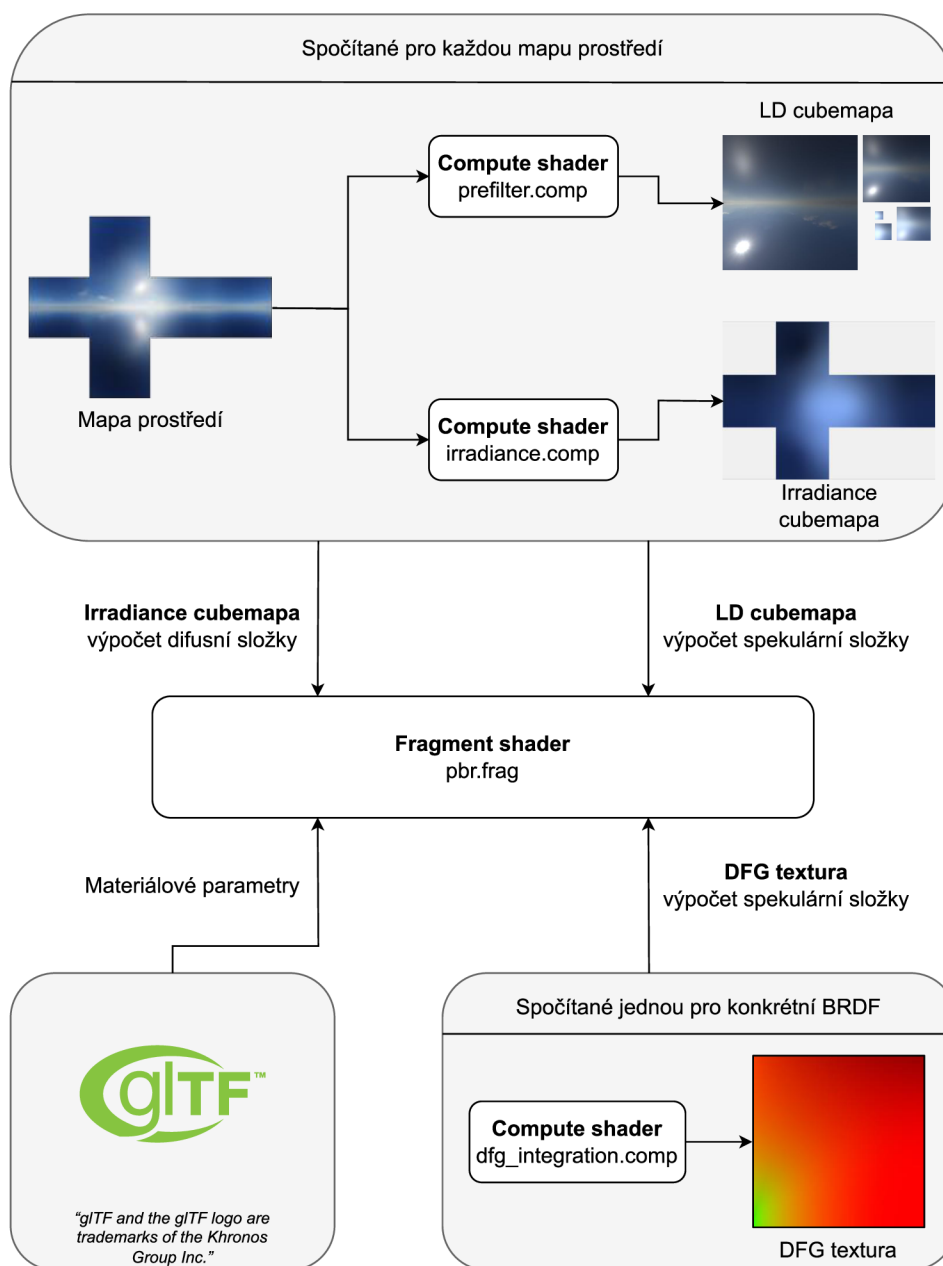 Spočítané pro každou mapu prostředí
LD cubemapa
Compute shader
prefilter.comp
Mapa prostředí
Compute shader
irradiance.comp
Irradiance
cubemapa
Irradiance cubemapa
výpočet difusní složky
LD cubemapa
výpočet spekulární složky
Fragment shader
pbr.frag
Materiálové parametry
DFG textura
výpočet spekulární složky
glTF™
"glTF and the glTF logo are
trademarks of the Khronos
Group Inc."
Spočítané jednou pro konkrétní BRDF
Compute shader
dfg_integration.comp
DFG textura